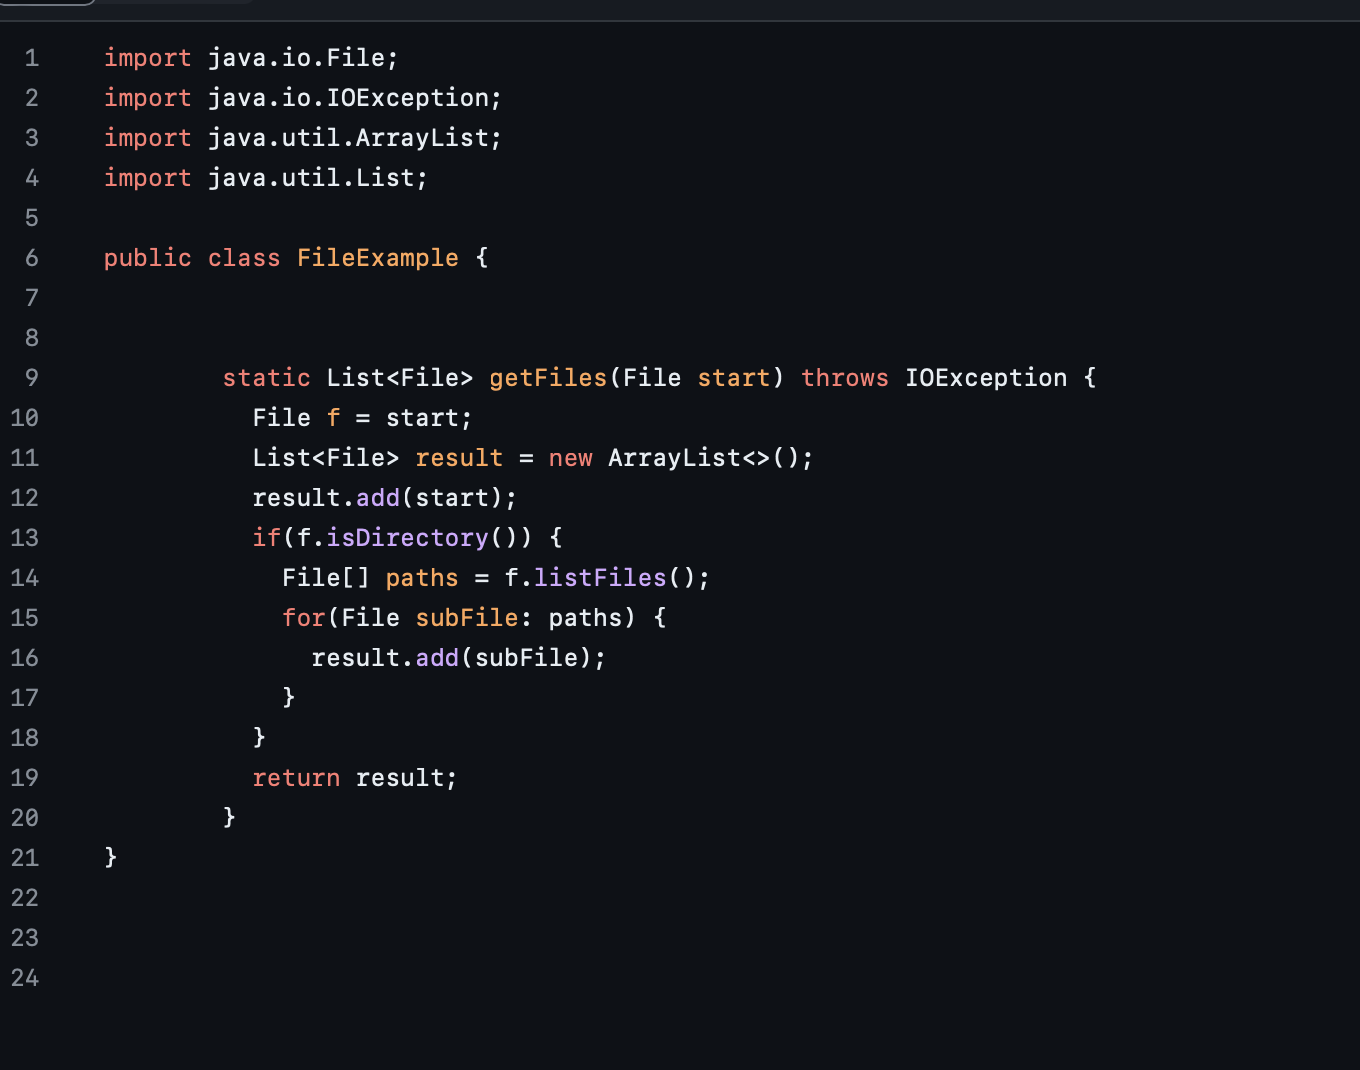 1 import java.io.File;
2 import java.io.IOException;
3 import java.util.ArrayList;
4 import java.util.List;
5
6 public class FileExample {
7
8
9 static List<File> getFiles(File start) throws IOException {
10 File f = start;
11 List<File> result = new ArrayList<>();
12 result.add(start);
13 if(f.isDirectory()) {
14 File[] paths = f.listFiles();
15 for(File subFile: paths) {
16 result.add(subFile);
17 }
18 }
19 return result;
20 }
21 }
22
23
24